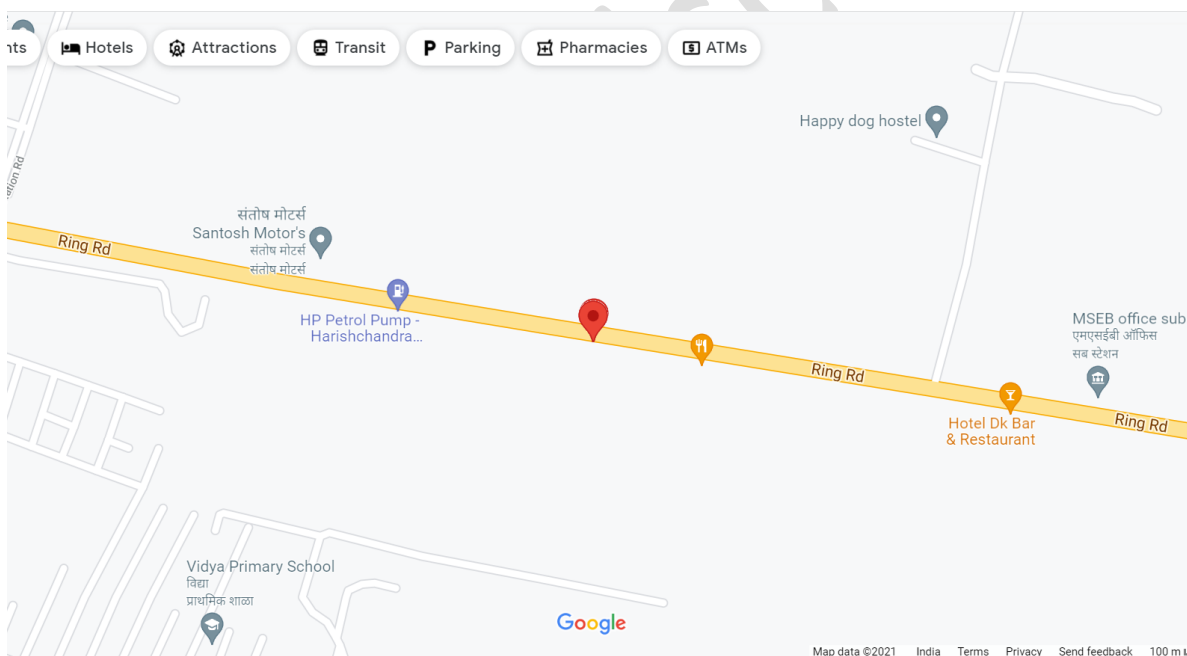 nts
Hotels
Attractions
Transit
Parking
Pharmacies
ATMs
Happy dog hostel
ation Rd
संतोष मोटर्स
Santosh Motor's
संतोष मोटर्स
संतोष मोटर्स
Ring Rd
HP Petrol Pump -
Harishchandra...
MSEB office sub
एमएसईबी ऑफिस
सब स्टेशन
Ring Rd
Ring Rd
Hotel Dk Bar
& Restaurant
Vidya Primary School
विद्या
प्राथमिक शाळा
Google
Map data ©2021 India Terms Privacy Send feedback 100 m